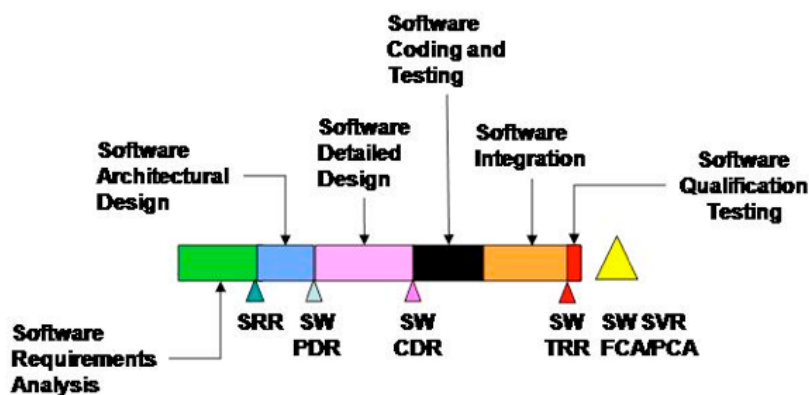 Software
Coding and
Testing
Software
Detailed
Design
Software
Integration
Software
Architectural
Design
Software
Qualification
Testing
Software
Requirements
Analysis
SRR
SW
PDR
SW
CDR
SW
TRR
SW SVR
FCA/PCA